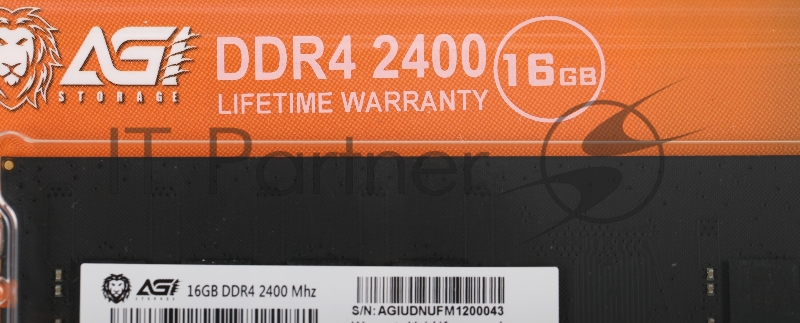 AGI
STORAGE
DDR4 2400
16GB
LIFETIME WARRANTY
IT Partner
AGI
STORAGE
16GB DDR4 2400 Mhz
S/N: AGIUDNUFM1200043